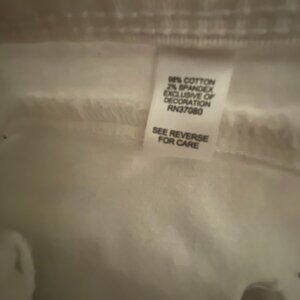 98% COTTON
2% SPANDEX
EXCLUSIVE OF
DECORATION
RN37080
SEE REVERSE
FOR CARE